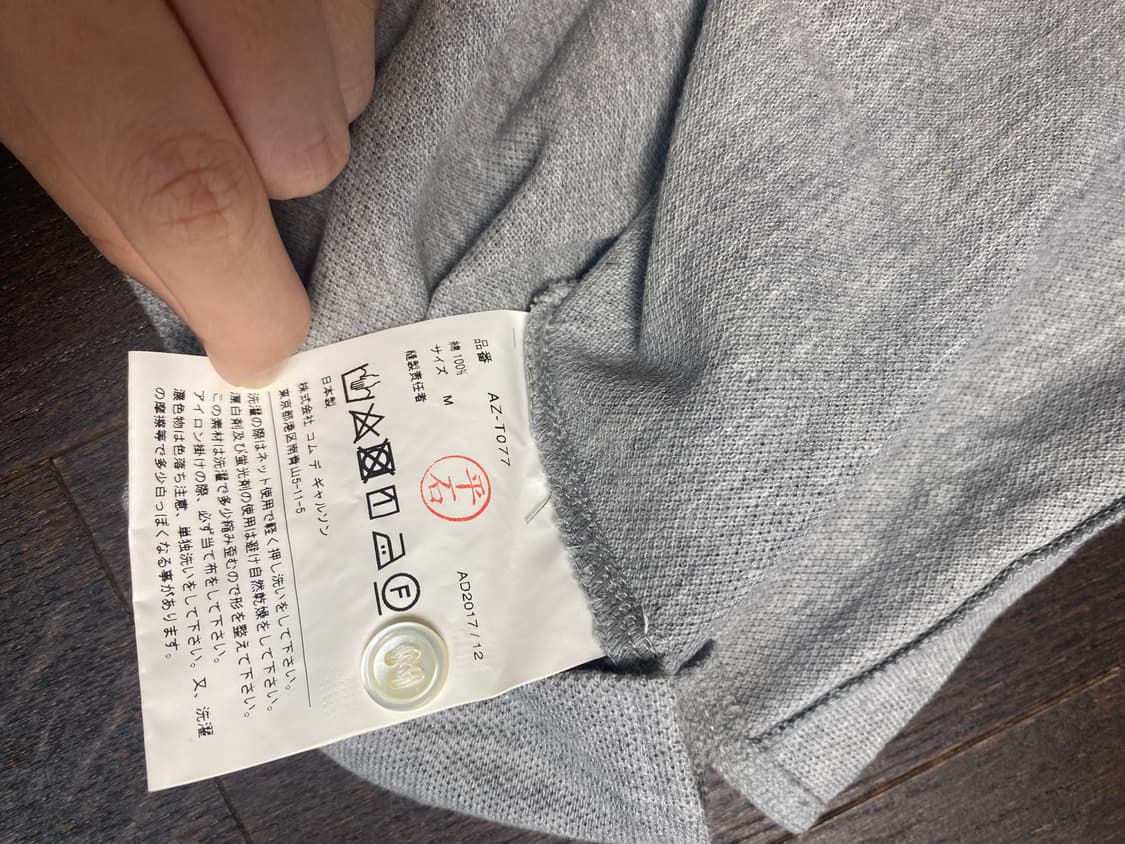 品番 AZ-T077
綿100%
サイズ M
縫製責任者 平石 AD2017/12
F
日本製
株式会社 コム デ ギャルソン
東京都港区南青山5-11-5
洗濯の際はネット使用で軽く押し洗いをして下さい。
漂白剤及び蛍光剤の使用は避け自然乾燥をして下さい。
この素材は洗濯で多少縮み歪むので形を整えて下さい。
アイロン掛けの際、必ず当て布をして下さい。又、洗濯
濃色物は色落ち注意、単独洗いをして下さい。
の摩擦等で多少白っぽくなる事があります。